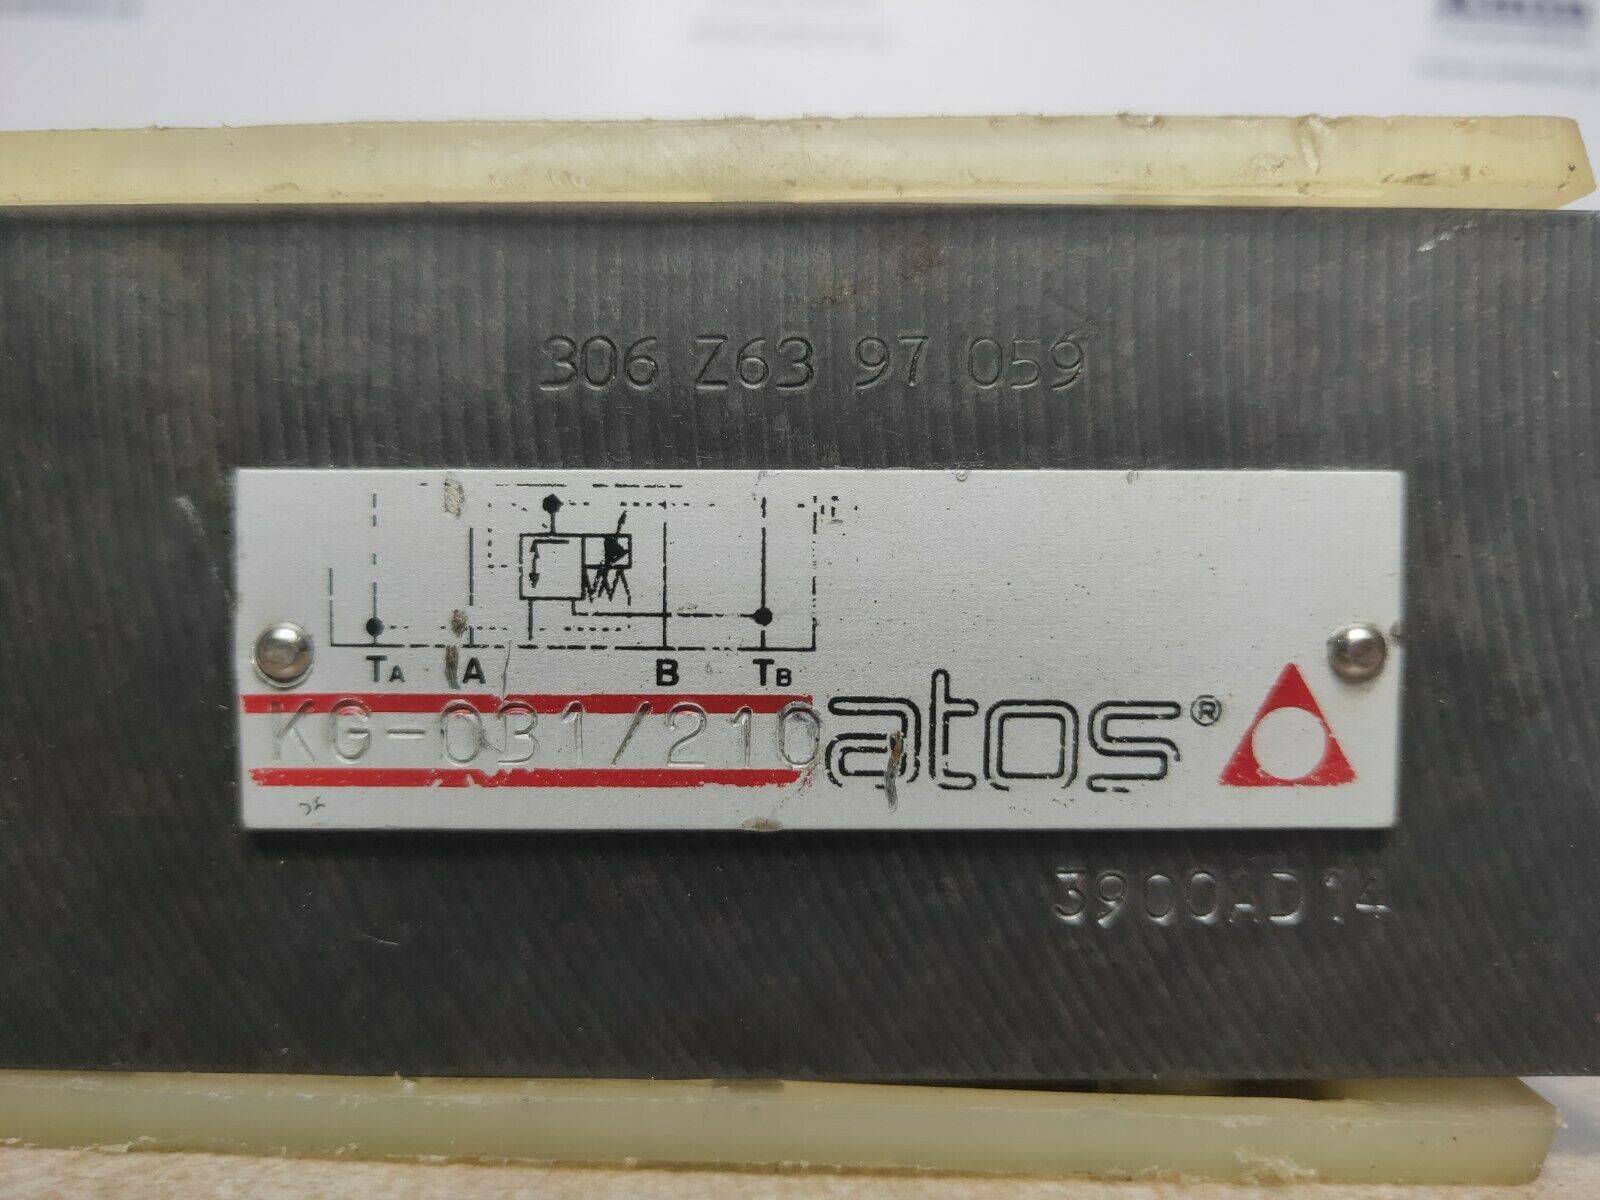 306 Z63 97 059
TA A B TB
KG-031/210
atos®
3900AD14